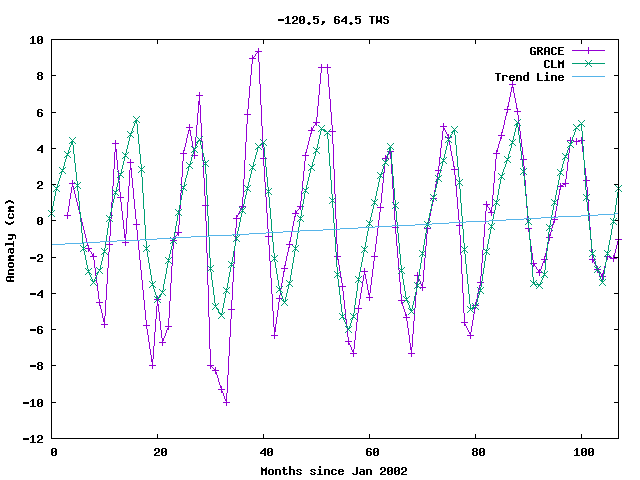 -120.5, 64.5 TWS
GRACE
CLM
Trend Line
10
8
6
4
2
0
-2
-4
-6
-8
-10
-12
Anomaly (cm)
0 20 40 60 80 100
Months since Jan 2002